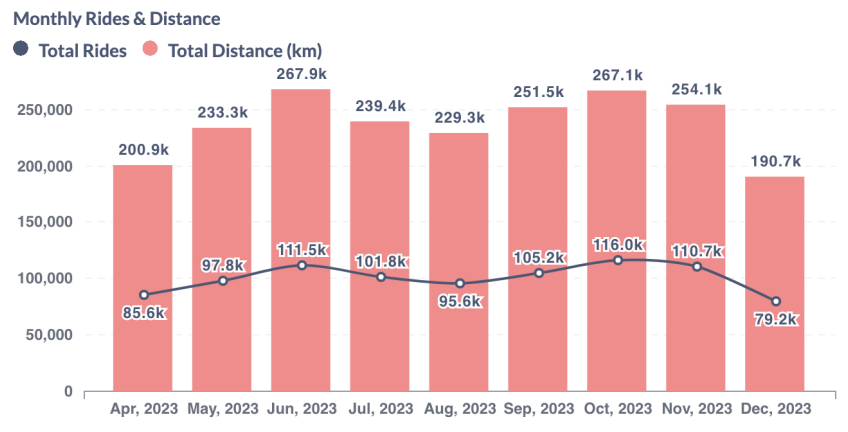 Monthly Rides & Distance
Total Rides Total Distance (km)
267.9k
267.1k
254.1k
251.5k
250,000
239.4k
233.3k
229.3k
200.9k
200,000
190.7k
150,000
116.0k
111.5k
110.7k
105.2k
101.8k
97.8k
100,000
95.6k
85.6k
79.2k
50,000
0
Apr, 2023 May, 2023 Jun, 2023 Jul, 2023 Aug, 2023 Sep, 2023 Oct, 2023 Nov, 2023 Dec, 2023